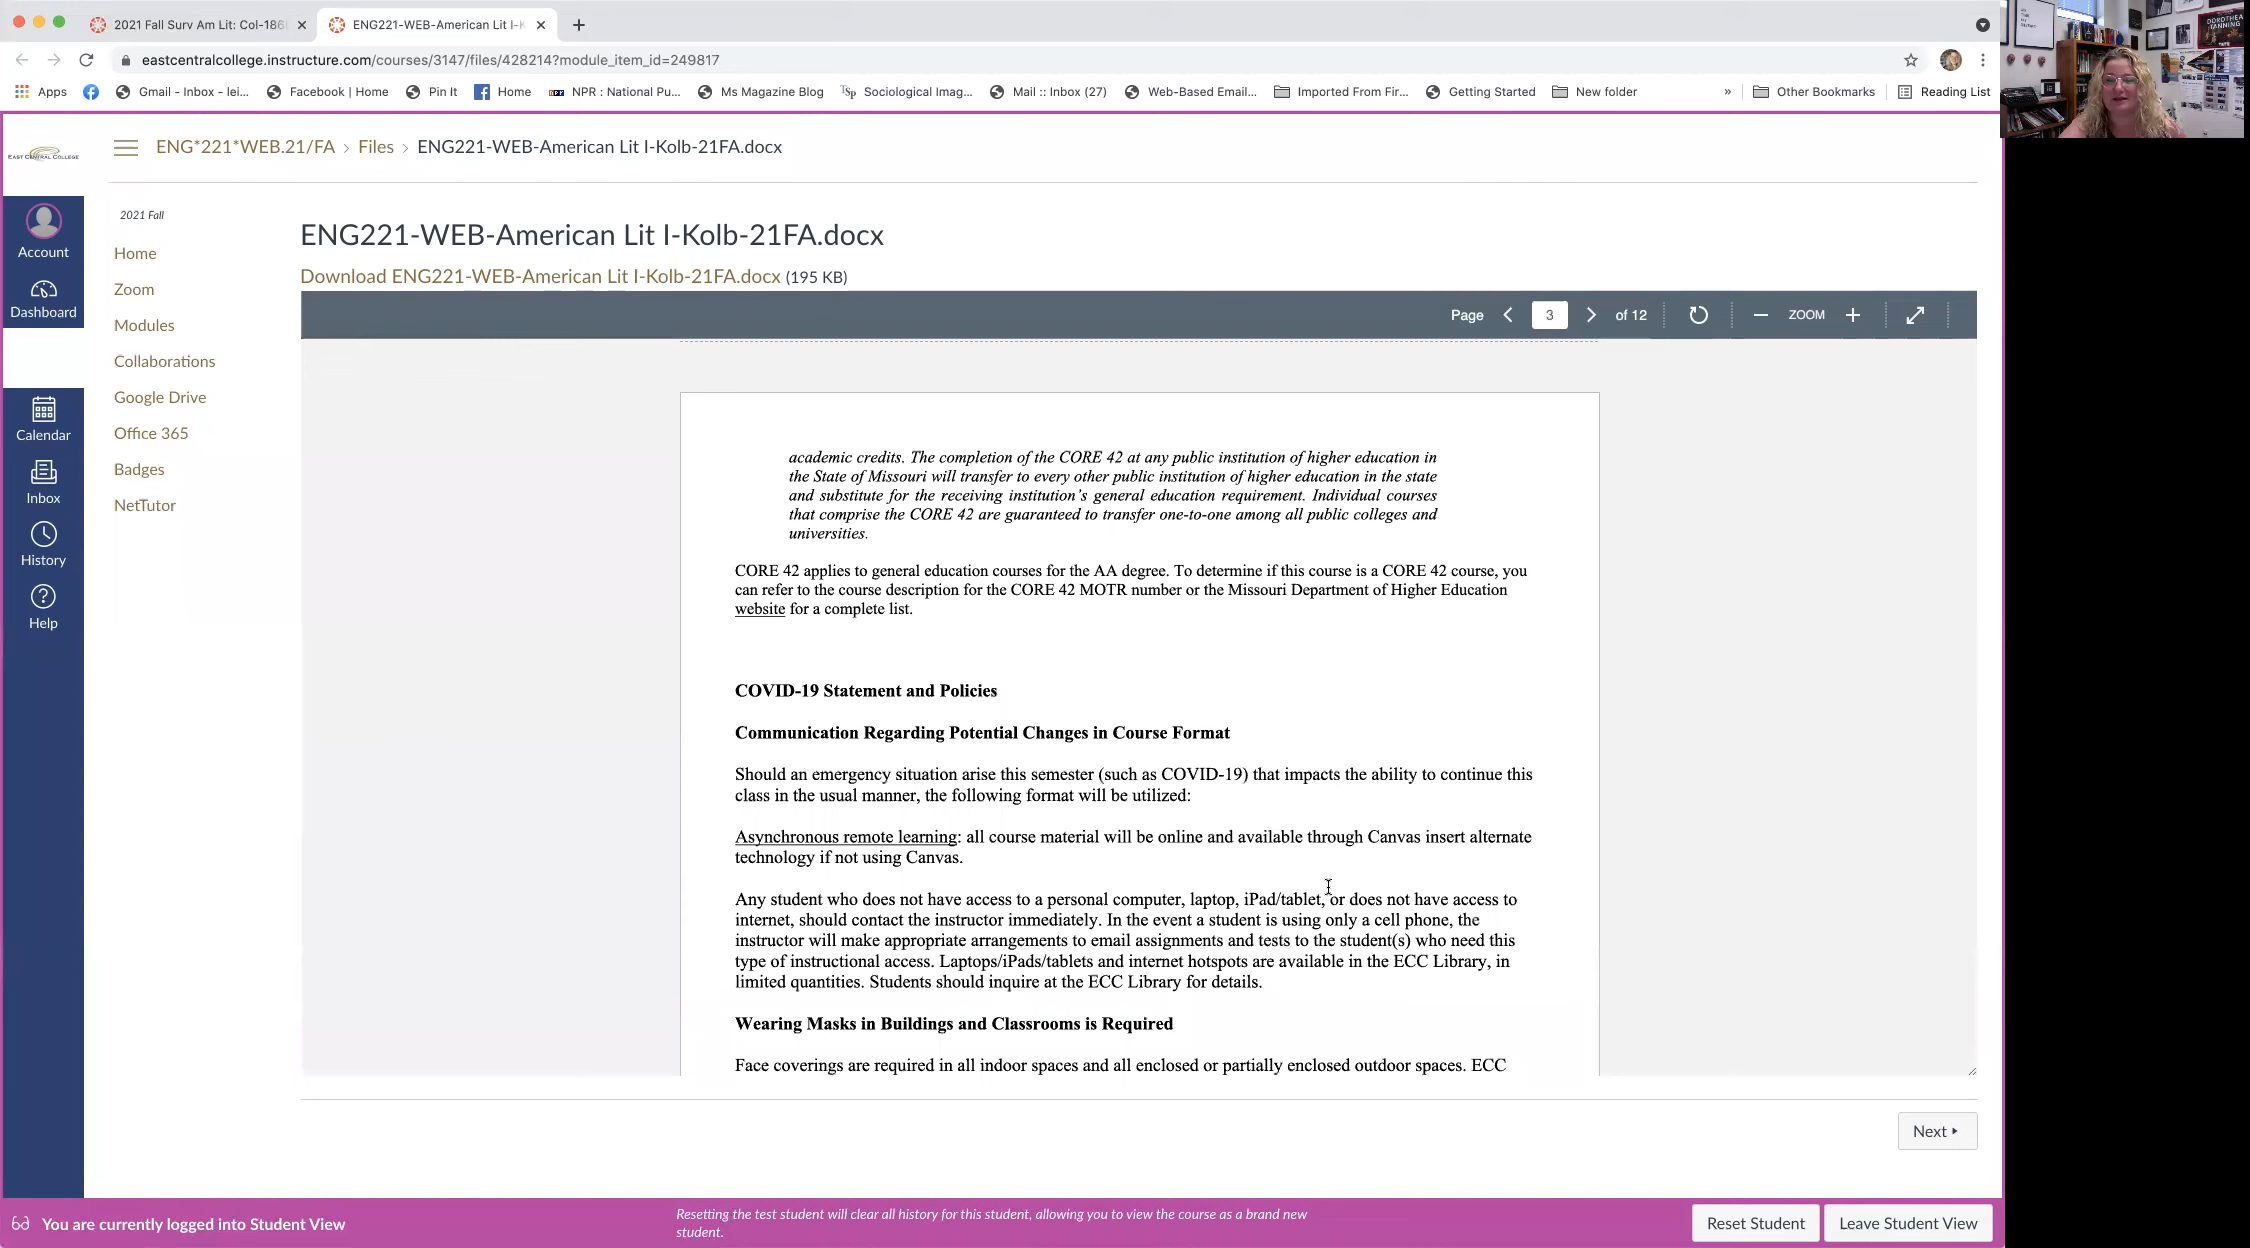 2021 Fall Surv Am Lit: Col-186
ENG221-WEB-American Lit I-K
eastcentralcollege.instructure.com/courses/3147/files/428214?module_item_id=249817
Apps
Gmail - Inbox - lei...
Facebook | Home
Pin It
Home
NPR : National Pu...
Ms Magazine Blog
Sociological Imag...
Mail :: Inbox (27)
Web-Based Email...
Imported From Fir...
Getting Started
New folder
»
Other Bookmarks
Reading List
DOROTHEA
TANNING
EAST CENTRAL COLLEGE
ENG*221*WEB.21/FA > Files > ENG221-WEB-American Lit I-Kolb-21FA.docx
Account
Dashboard
Calendar
Inbox
History
Help
2021 Fall
Home
Zoom
Modules
Collaborations
Google Drive
Office 365
Badges
NetTutor
ENG221-WEB-American Lit I-Kolb-21FA.docx
Download ENG221-WEB-American Lit I-Kolb-21FA.docx (195 KB)
Page 3 of 12 ZOOM
academic credits. The completion of the CORE 42 at any public institution of higher education in
the State of Missouri will transfer to every other public institution of higher education in the state
and substitute for the receiving institution's general education requirement. Individual courses
that comprise the CORE 42 are guaranteed to transfer one-to-one among all public colleges and
universities.
CORE 42 applies to general education courses for the AA degree. To determine if this course is a CORE 42 course, you
can refer to the course description for the CORE 42 MOTR number or the Missouri Department of Higher Education
website for a complete list.
COVID-19 Statement and Policies
Communication Regarding Potential Changes in Course Format
Should an emergency situation arise this semester (such as COVID-19) that impacts the ability to continue this
class in the usual manner, the following format will be utilized:
Asynchronous remote learning: all course material will be online and available through Canvas insert alternate
technology if not using Canvas.
Any student who does not have access to a personal computer, laptop, iPad/tablet, or does not have access to
internet, should contact the instructor immediately. In the event a student is using only a cell phone, the
instructor will make appropriate arrangements to email assignments and tests to the student(s) who need this
type of instructional access. Laptops/iPads/tablets and internet hotspots are available in the ECC Library, in
limited quantities. Students should inquire at the ECC Library for details.
Wearing Masks in Buildings and Classrooms is Required
Face coverings are required in all indoor spaces and all enclosed or partially enclosed outdoor spaces. ECC
Next
You are currently logged into Student View
Resetting the test student will clear all history for this student, allowing you to view the course as a brand new
student.
Reset Student
Leave Student View